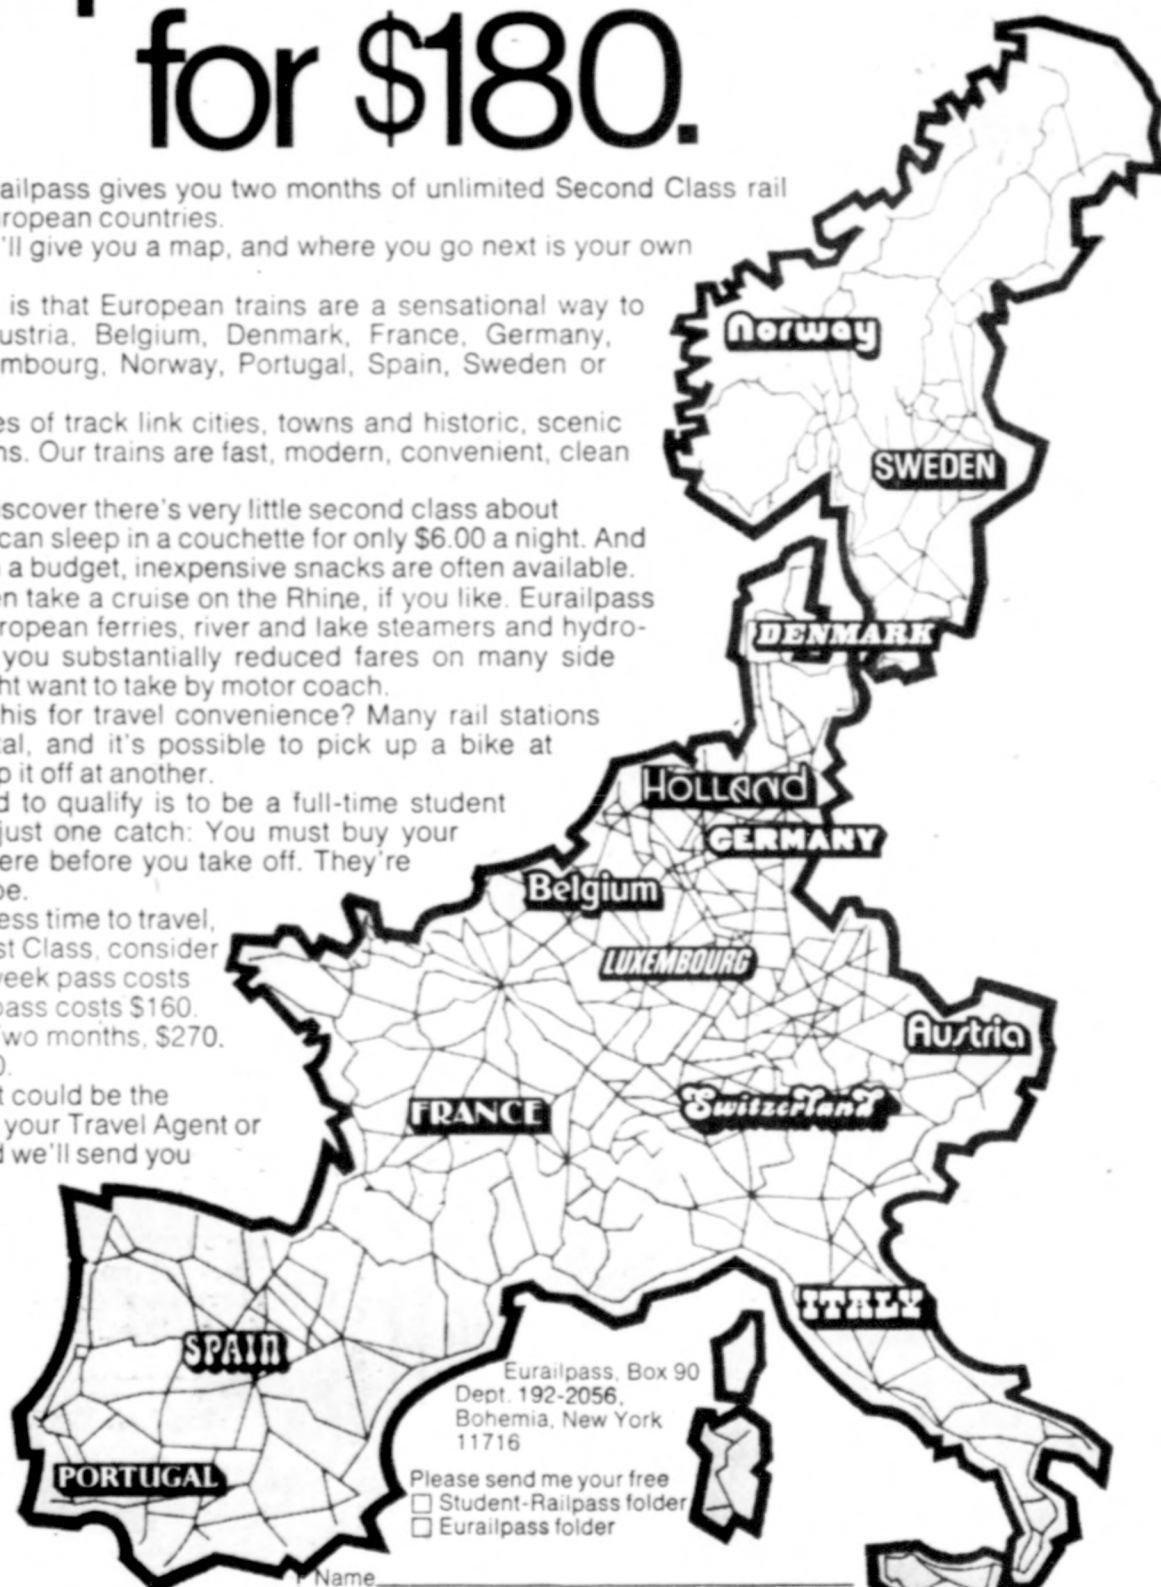 for $180.
ailpass gives you two months of unlimited Second Class rail
ropean countries.
'll give you a map, and where you go next is your own
is that European trains are a sensational way to
ustria, Belgium, Denmark, France, Germany,
mbourg, Norway, Portugal, Spain, Sweden or
es of track link cities, towns and historic, scenic
ns. Our trains are fast, modern, convenient, clean
iscover there's very little second class about
can sleep in a couchette for only $6.00 a night. And
a budget, inexpensive snacks are often available.
en take a cruise on the Rhine, if you like. Eurailpass
ropean ferries, river and lake steamers and hydro-
you substantially reduced fares on many side
ht want to take by motor coach.
his for travel convenience? Many rail stations
tal, and it's possible to pick up a bike at
p it off at another.
d to qualify is to be a full-time student
just one catch: You must buy your
ere before you take off. They're
pe.
ess time to travel,
st Class, consider
week pass costs
pass costs $160.
Two months, $270.
0.
t could be the
your Travel Agent or
d we'll send you
Norway
SWEDEN
DENMARK
HOLLAND
GERMANY
Belgium
LUXEMBOURG
Austria
Switzerland
FRANCE
ITALY
SPAIN
PORTUGAL
Eurailpass, Box 90
Dept. 192-2056,
Bohemia, New York
11716
Please send me your free
☐ Student-Railpass folder
☐ Eurailpass folder
Name